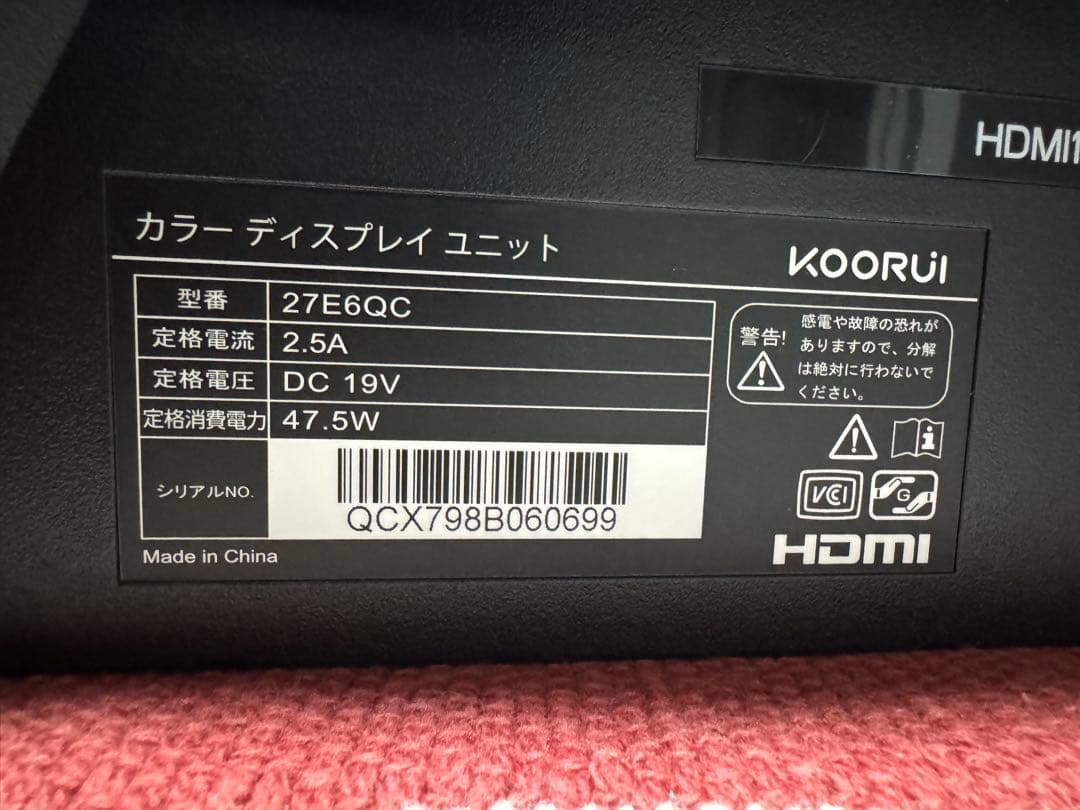 HDMI1
カラー ディスプレイ ユニット
KOORUI
型番 27E6QC
定格電流 2.5A
定格電圧 DC 19V
定格消費電力 47.5W
シリアルNO. QCX798B060699
Made in China
警告!
感電や故障の恐れが
ありますので、分解
は絶対に行わないで
ください。
VCCI
G
HDMI